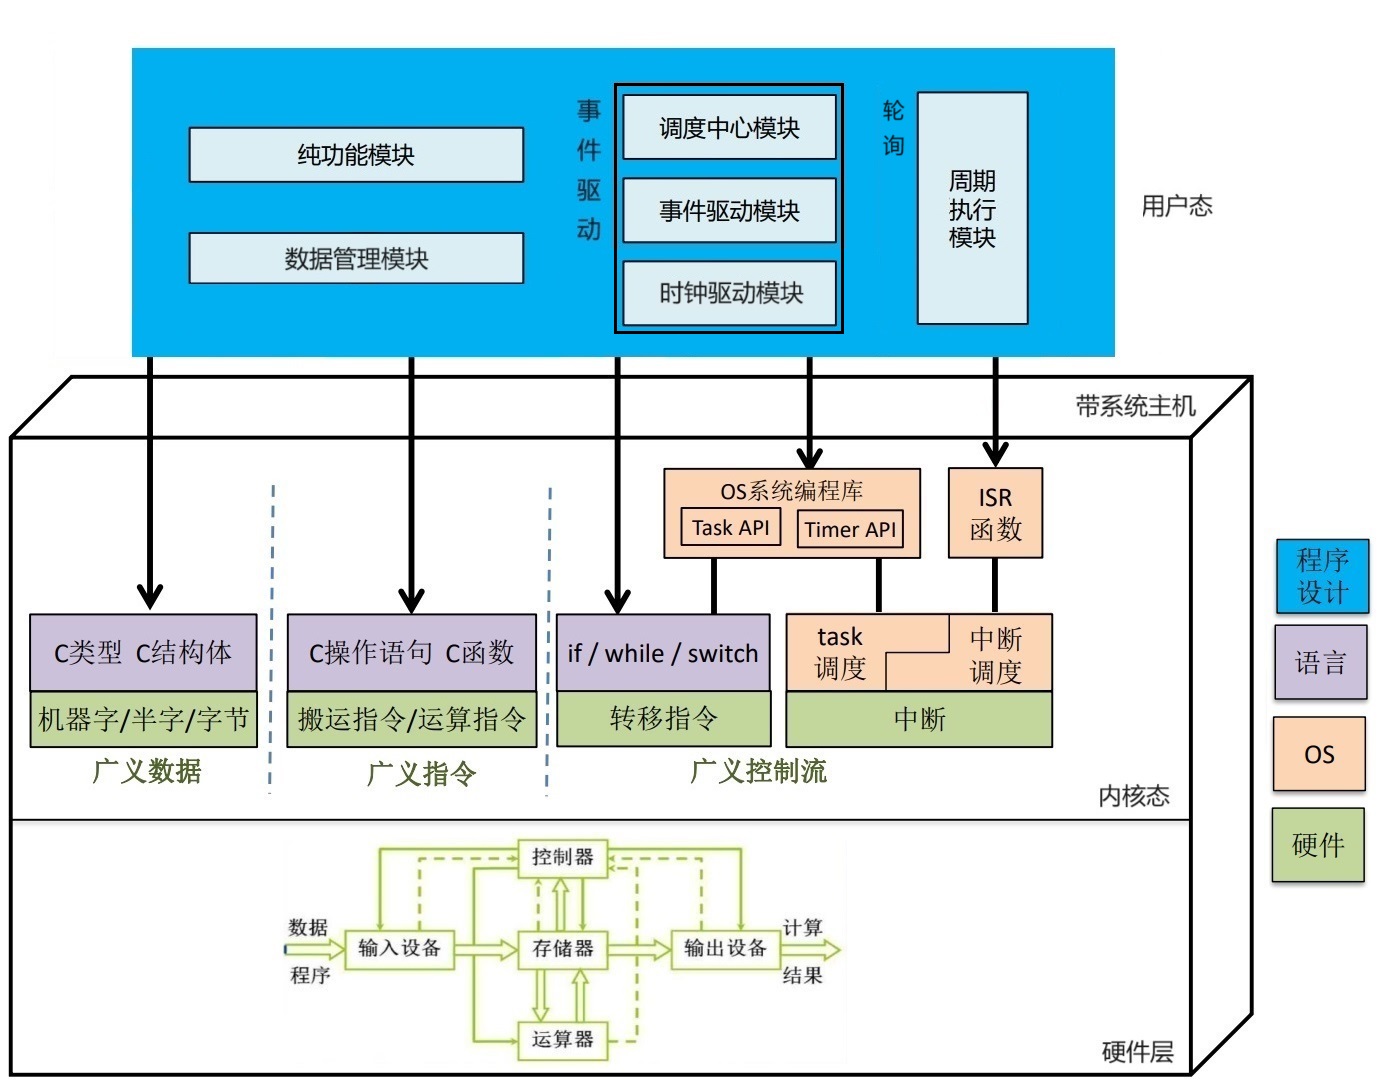 纯功能模块
数据管理模块
事件驱动
调度中心模块
事件驱动模块
时钟驱动模块
轮询
周期
执行
模块
用户态
带系统主机
OS系统编程库
Task API
Timer API
ISR
函数
C类型 C结构体
机器字/半字/字节
广义数据
C操作语句 C函数
搬运指令/运算指令
广义指令
if / while / switch
转移指令
task
调度
中断
调度
中断
广义控制流
内核态
程序
设计
语言
OS
硬件
控制器
数据
程序
输入设备
存储器
输出设备
计算
结果
运算器
硬件层